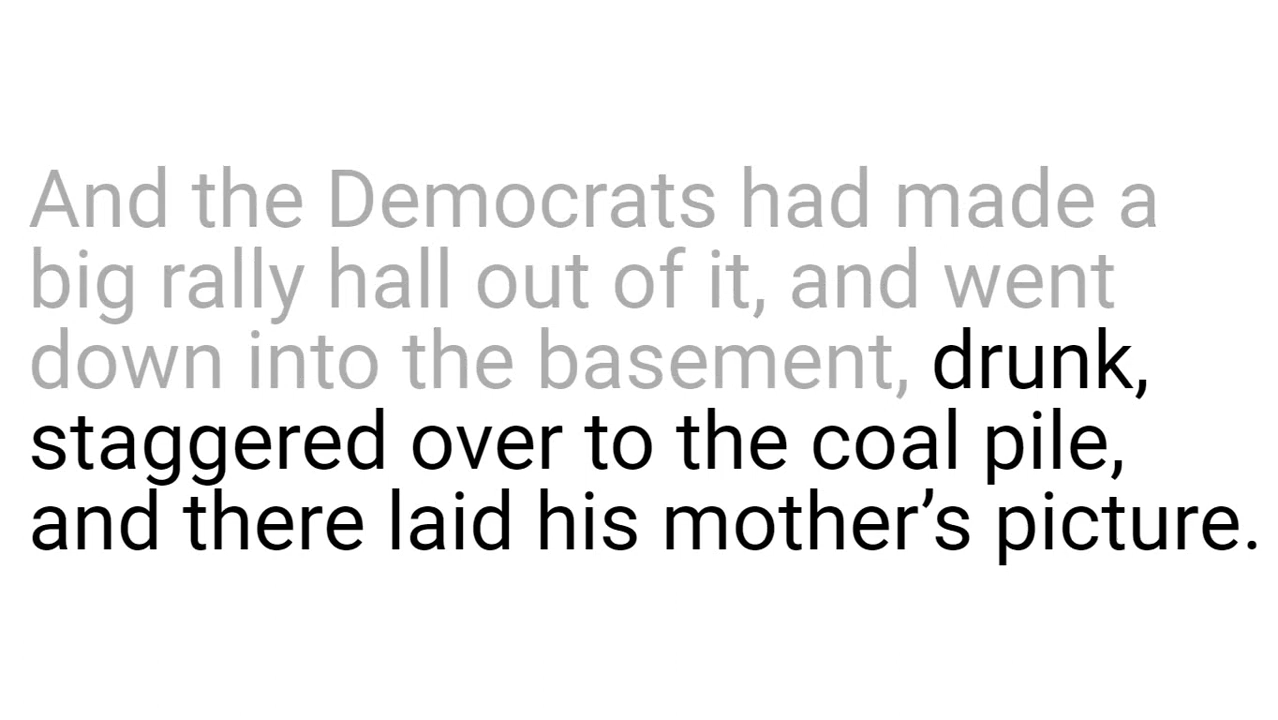 And the Democrats had made a
big rally hall out of it, and went
down into the basement, drunk,
staggered over to the coal pile,
and there laid his mother’s picture.